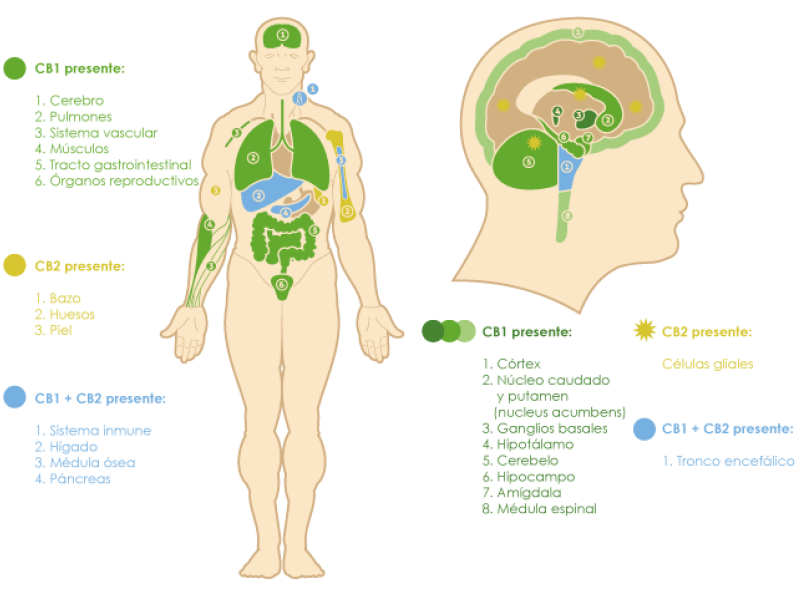 CB1 presente:
1. Cerebro
2. Pulmones
3. Sistema vascular
4. Músculos
5. Tracto gastrointestinal
6. Órganos reproductivos
CB2 presente:
1. Bazo
2. Huesos
3. Piel
CB1 + CB2 presente:
1. Sistema inmune
2. Hígado
3. Médula ósea
4. Páncreas
1
1
3
2
3
2
4
1
2
3
4
5
3
6
1
4
3
2
6
7
5
1
8
CB1 presente:
1. Córtex
2. Núcleo caudado
y putamen
(nucleus acumbens)
3. Ganglios basales
4. Hipotálamo
5. Cerebelo
6. Hipocampo
7. Amígdala
8. Médula espinal
CB2 presente:
Células gliales
CB1 + CB2 presente:
1. Tronco encefálico